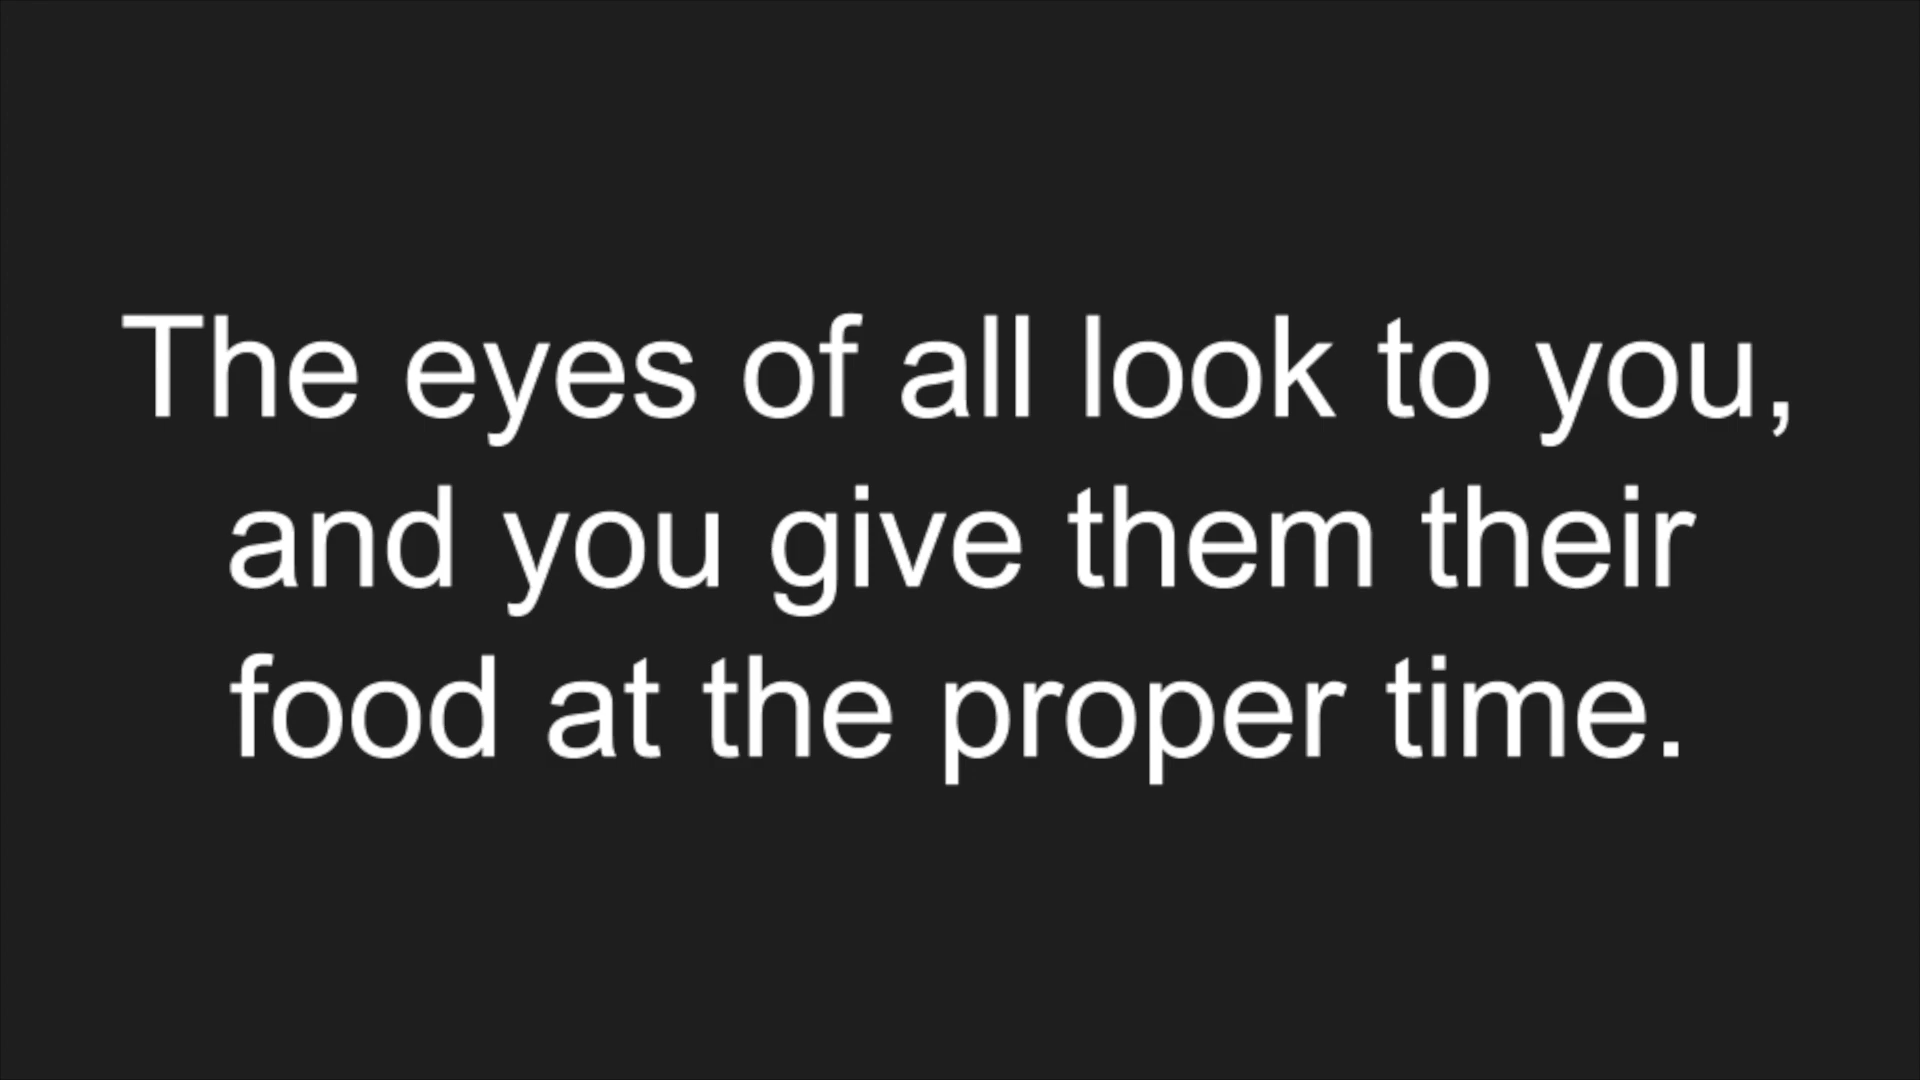 The eyes of all look to you,
and you give them their
food at the proper time.